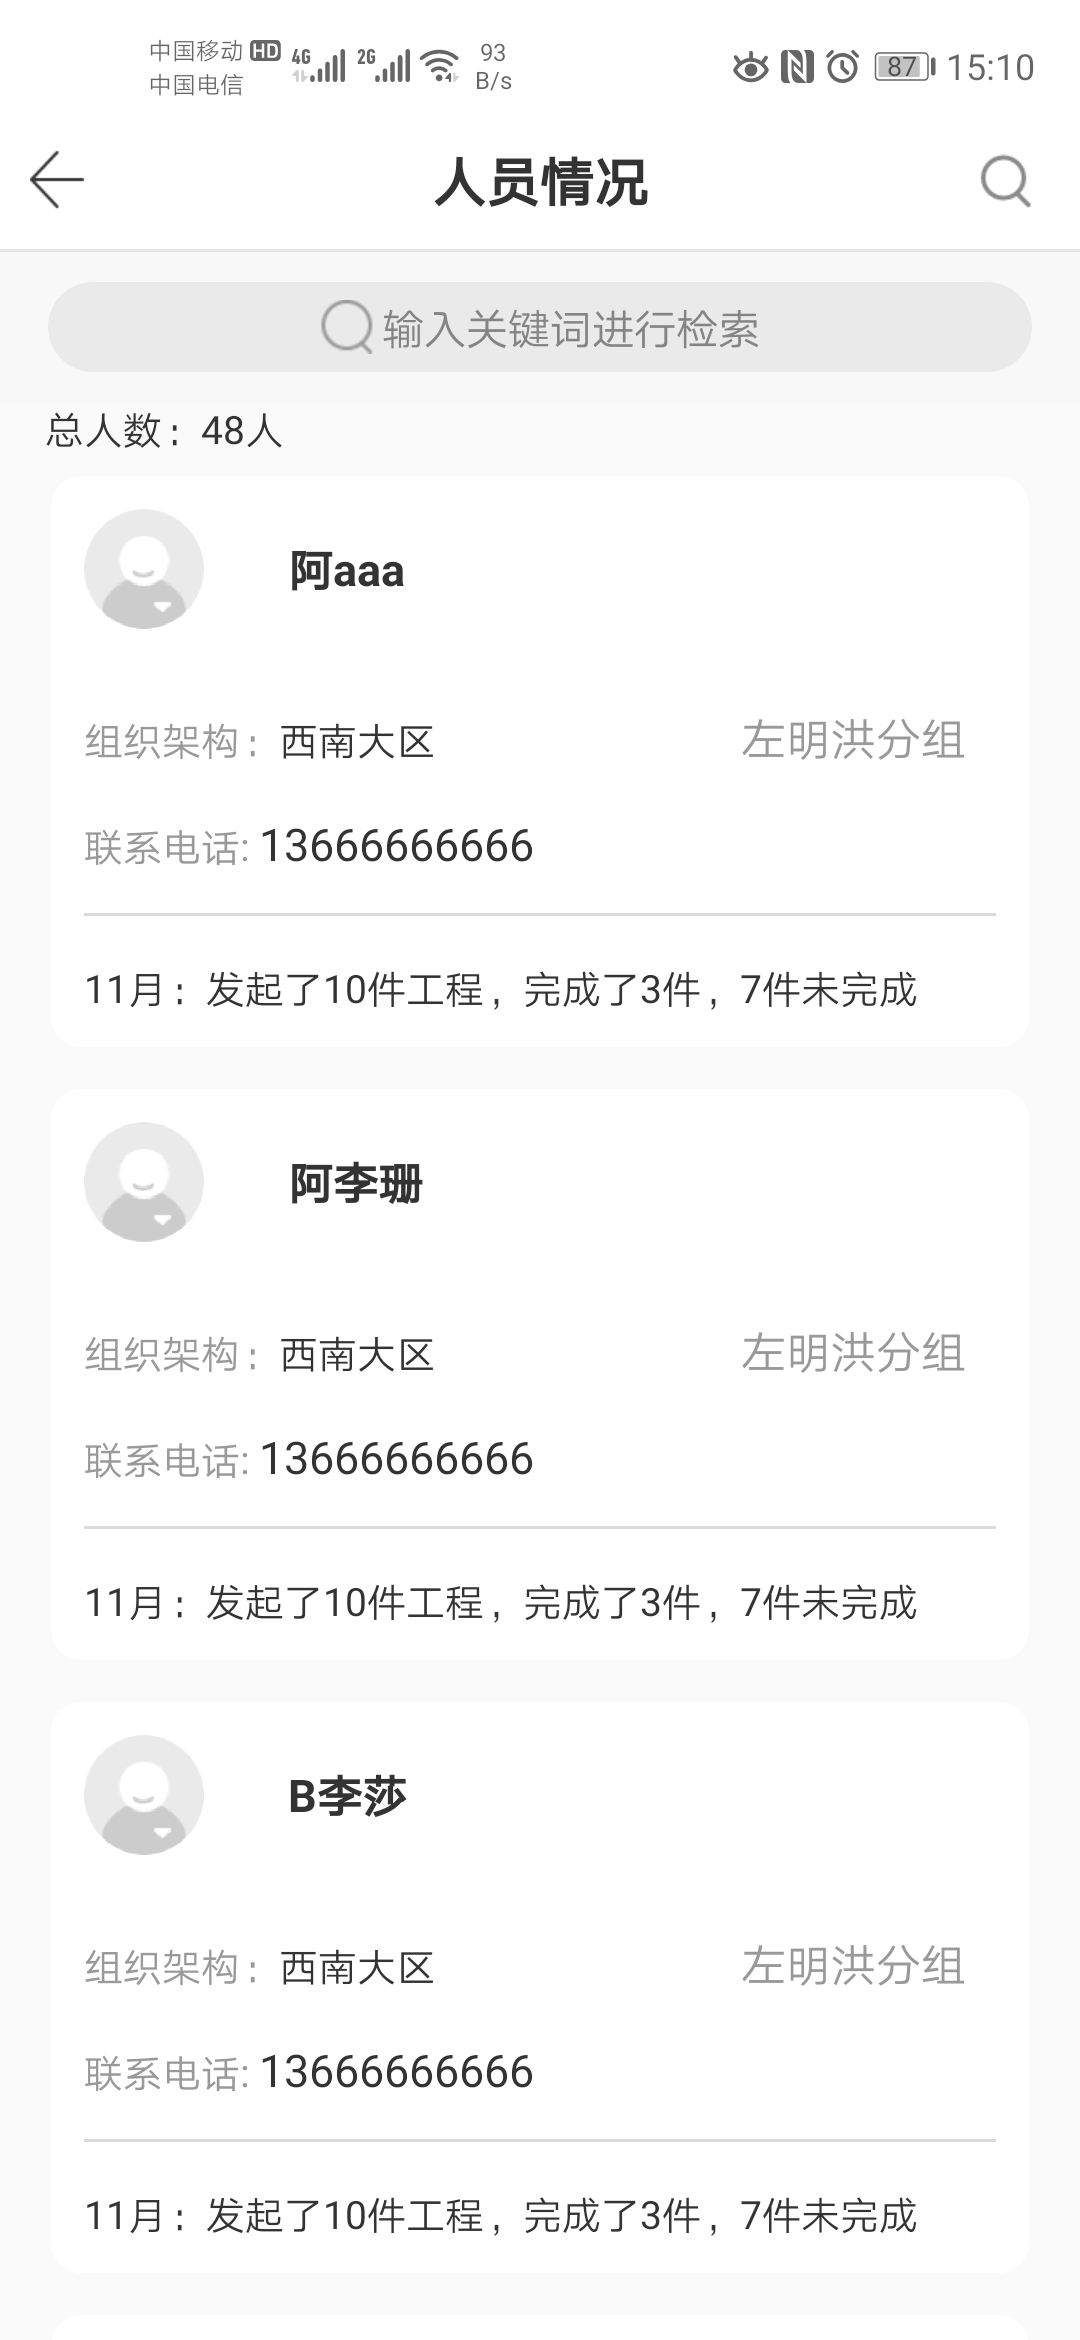 中国移动 HD 4G 2G 93 B/s 87 15:10
中国电信
人员情况
输入关键词进行检索
总人数：48人
阿aaa
组织架构：西南大区 左明洪分组
联系电话: 13666666666
11月：发起了10件工程，完成了3件，7件未完成
阿李珊
组织架构：西南大区 左明洪分组
联系电话: 13666666666
11月：发起了10件工程，完成了3件，7件未完成
B李莎
组织架构：西南大区 左明洪分组
联系电话: 13666666666
11月：发起了10件工程，完成了3件，7件未完成